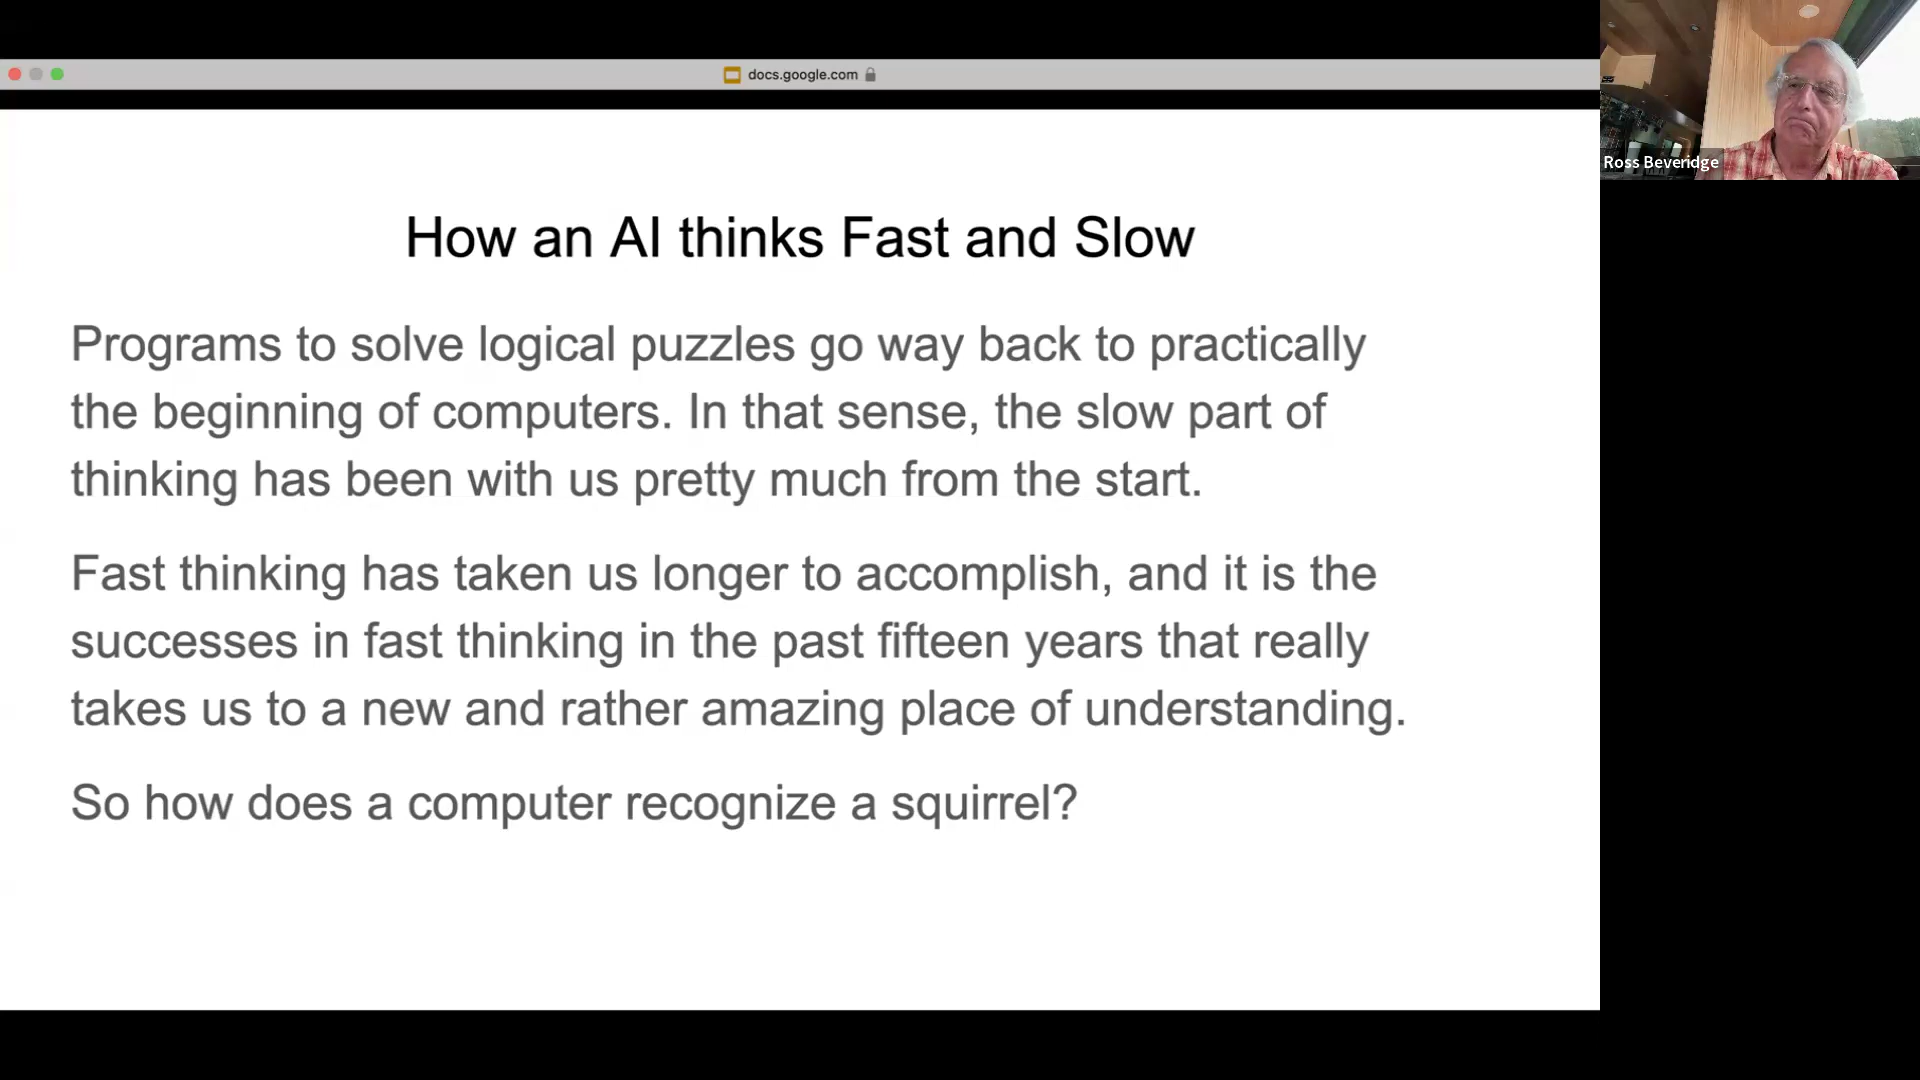 docs.google.com
Ross Beveridge
How an AI thinks Fast and Slow
Programs to solve logical puzzles go way back to practically
the beginning of computers. In that sense, the slow part of
thinking has been with us pretty much from the start.
Fast thinking has taken us longer to accomplish, and it is the
successes in fast thinking in the past fifteen years that really
takes us to a new and rather amazing place of understanding.
So how does a computer recognize a squirrel?